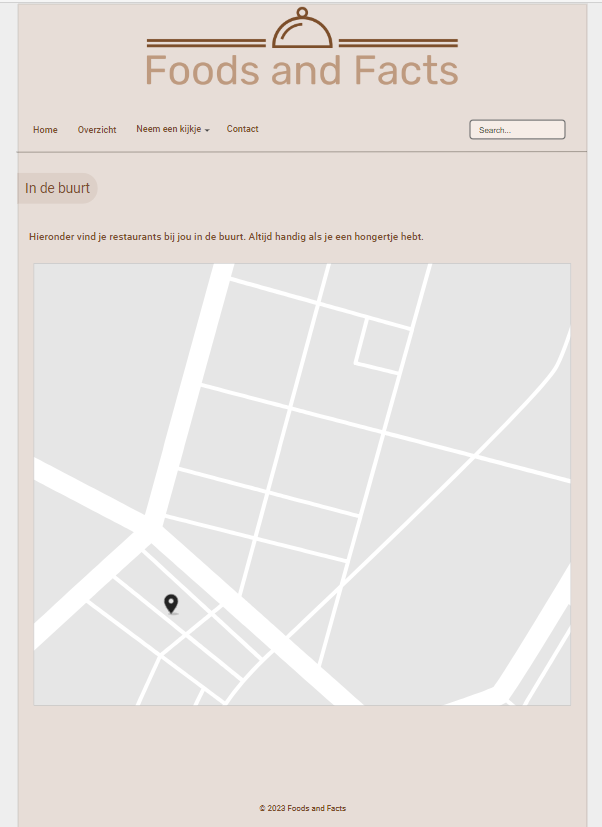 Foods and Facts
Home Overzicht Neem een kijkje Contact Search...
In de buurt
Hieronder vind je restaurants bij jou in de buurt. Altijd handig als je een hongertje hebt.
© 2023 Foods and Facts